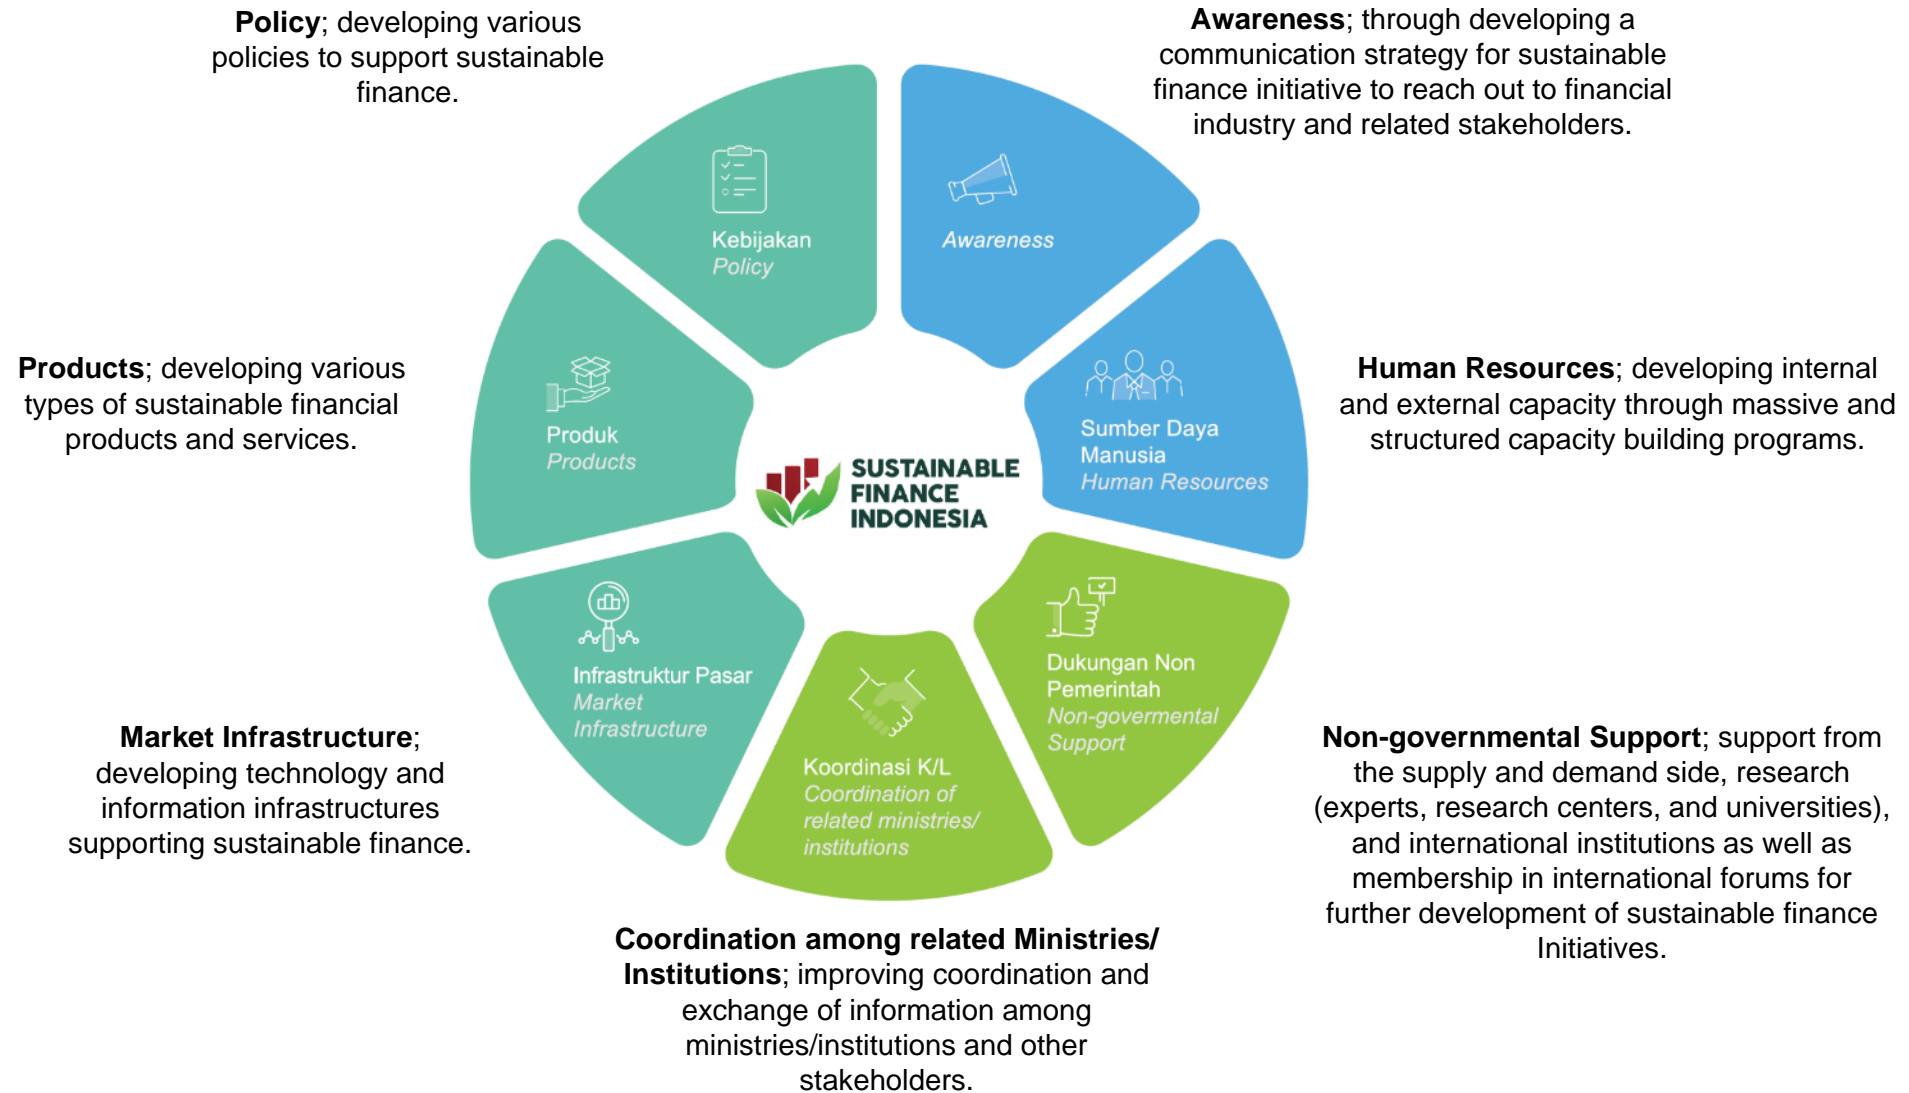 Policy; developing various
policies to support sustainable
finance.
Awareness; through developing a
communication strategy for sustainable
finance initiative to reach out to financial
industry and related stakeholders.
Kebijakan
Policy
Awareness
Products; developing various
types of sustainable financial
products and services.
Produk
Products
SUSTAINABLE
FINANCE
INDONESIA
Sumber Daya
Manusia
Human Resources
Human Resources; developing internal
and external capacity through massive and
structured capacity building programs.
Infrastruktur Pasar
Market
Infrastructure
Koordinasi K/L
Coordination of
related ministries/
institutions
Dukungan Non
Pemerintah
Non-govermental
Support
Market Infrastructure;
developing technology and
information infrastructures
supporting sustainable finance.
Non-governmental Support; support from
the supply and demand side, research
(experts, research centers, and universities),
and international institutions as well as
membership in international forums for
further development of sustainable finance
Initiatives.
Coordination among related Ministries/
Institutions; improving coordination and
exchange of information among
ministries/institutions and other
stakeholders.